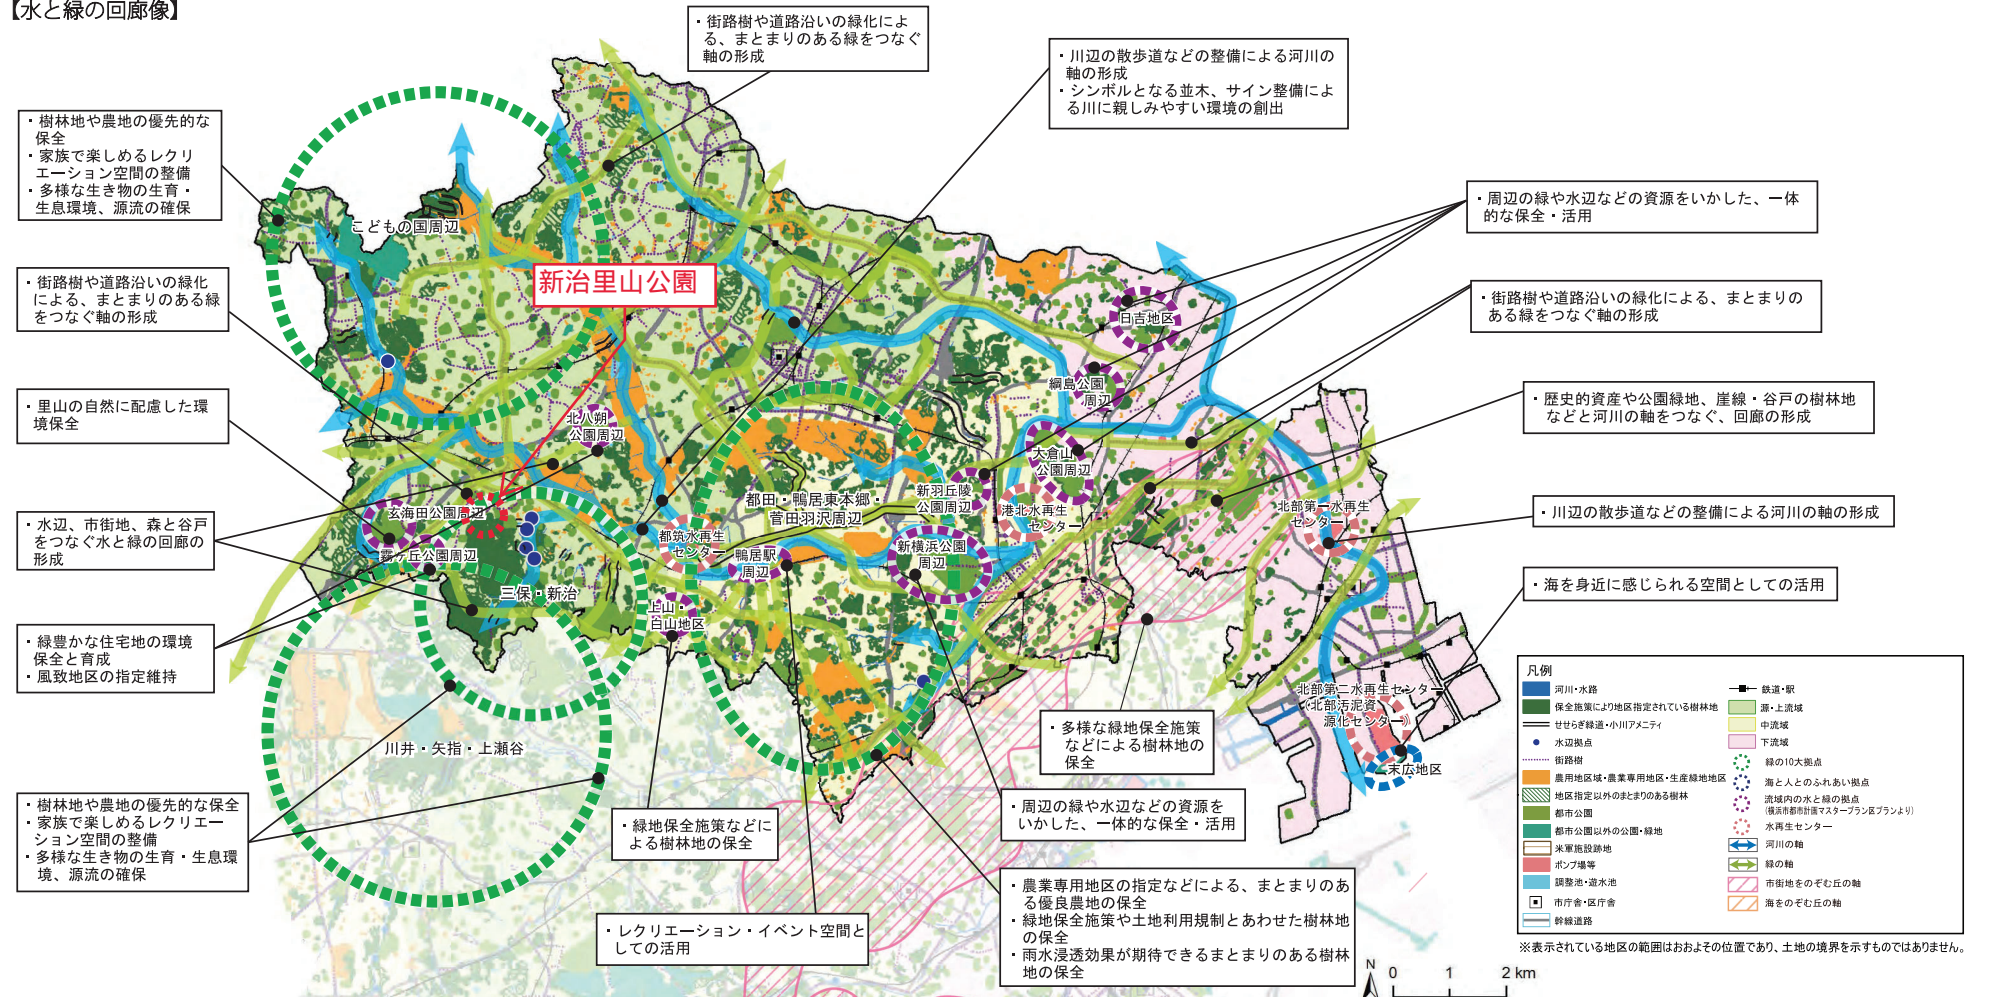 【水と緑の回廊像】
・街路樹や道路沿いの緑化によ
る、まとまりのある緑をつなぐ
軸の形成
・川辺の散歩道などの整備による河川の
軸の形成
・シンボルとなる並木、サイン整備によ
る川に親しみやすい環境の創出
・樹林地や農地の優先的な
保全
・家族で楽しめるレクリ
エーション空間の整備
・多様な生き物の生育・
生息環境、源流の確保
・周辺の緑や水辺などの資源をいかした、一体
的な保全・活用
・街路樹や道路沿いの緑化
による、まとまりのある緑
をつなぐ軸の形成
・街路樹や道路沿いの緑化による、まとまりの
ある緑をつなぐ軸の形成
・里山の自然に配慮した環
境保全
・歴史的資産や公園緑地、崖線・谷戸の樹林地
などと河川の軸をつなぐ、回廊の形成
・水辺、市街地、森と谷戸
をつなぐ水と緑の回廊の
形成
・川辺の散歩道などの整備による河川の軸の形成
・海を身近に感じられる空間としての活用
・緑豊かな住宅地の環境
保全と育成
・風致地区の指定維持
・樹林地や農地の優先的な保全
・家族で楽しめるレクリエー
ション空間の整備
・多様な生き物の生育・生息環
境、源流の確保
・緑地保全施策などに
よる樹林地の保全
・レクリエーション・イベント空間と
しての活用
・多様な緑地保全施策
などによる樹林地の
保全
・周辺の緑や水辺などの資源を
いかした、一体的な保全・活用
・農業専用地区の指定などによる、まとまりのあ
る優良農地の保全
・緑地保全施策や土地利用規制とあわせた樹林地
の保全
・雨水浸透効果が期待できるまとまりのある樹林
地の保全
こどもの国周辺
新治里山公園
日吉地区
綱島公園
周辺
北八朔
公園周辺
大倉山
公園周辺
新羽丘陵
公園周辺
都田・鴨居東本郷・
菅田羽沢周辺
港北水再生
センター
北部第一水再生
センター
玄海田公園周辺
霧ヶ丘公園周辺
都筑水再生
センター
鴨居駅
周辺
新横浜公園
周辺
三保・新治
上山・
白山地区
川井・矢指・上瀬谷
北部第二水再生センター
(北部汚泥資
源化センター)
末広地区
凡例
河川・水路
保全施策により地区指定されている樹林地
せせらぎ緑道・小川アメニティ
水辺拠点
街路樹
農用地区域・農業専用地区・生産緑地地区
地区指定以外のまとまりのある樹林
都市公園
都市公園以外の公園・緑地
米軍施設跡地
ポンプ場等
調整池・遊水池
市庁舎・区庁舎
幹線道路
鉄道・駅
源・上流域
中流域
下流域
緑の10大拠点
海と人とのふれあい拠点
流域内の水と緑の拠点
(横浜市都市計画マスタープラン区プランより)
水再生センター
河川の軸
緑の軸
市街地をのぞむ丘の軸
海をのぞむ丘の軸
※表示されている地区の範囲はおおよその位置であり、土地の境界を示すものではありません。
N 0 1 2 km